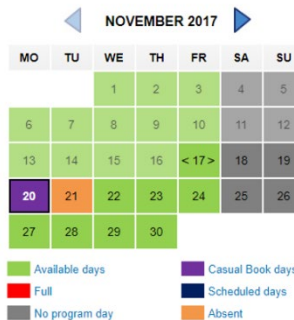 NOVEMBER 2017
MO TU WE TH FR SA SU
1 2 3 4 5
6 7 8 9 10 11 12
13 14 15 16 < 17 > 18 19
20 21 22 23 24 25 26
27 28 29 30
Available days Casual Book days
Full Scheduled days
No program day Absent